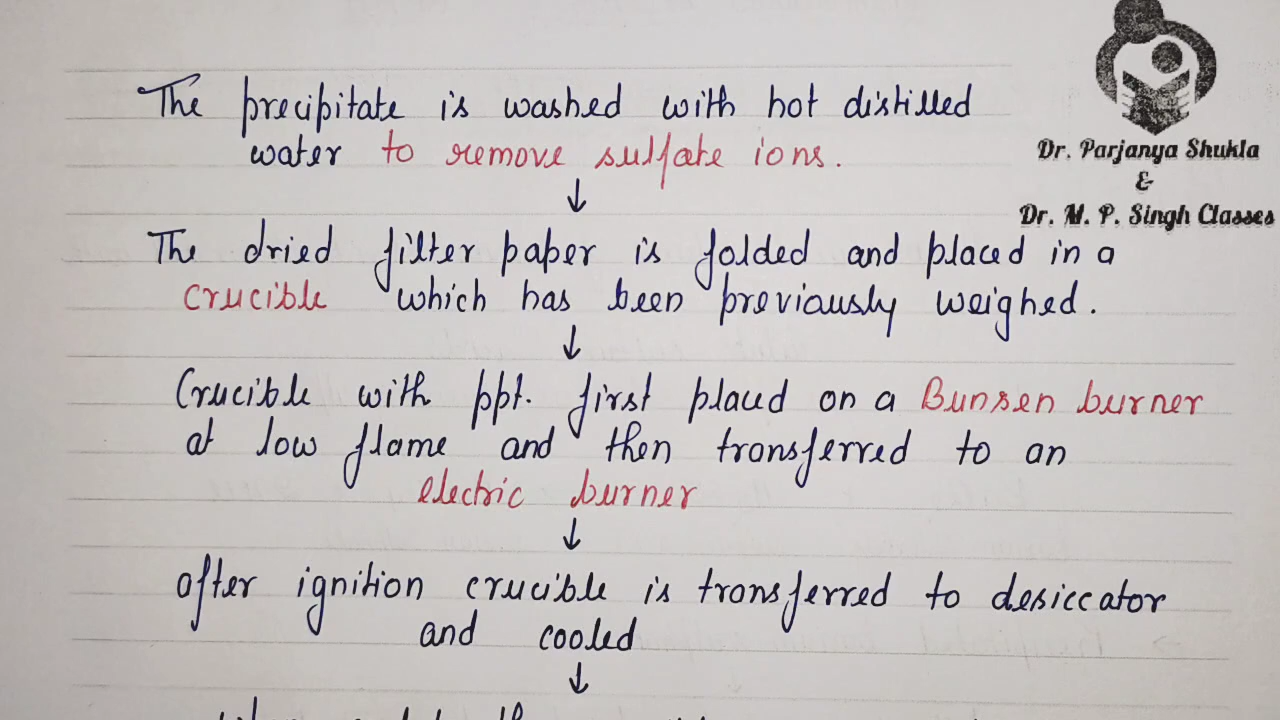 The precipitate is washed with hot distilled
water to remove sulfate ions.
↓
The dried filter paper is folded and placed in a
crucible which has been previously weighed.
↓
Crucible with ppt. first placed on a Bunsen burner
at low flame and then transferred to an
electric burner
↓
after ignition crucible is transferred to desiccator
and cooled
↓
Dr. Parjanya Shukla
&
Dr. M. P. Singh Classes